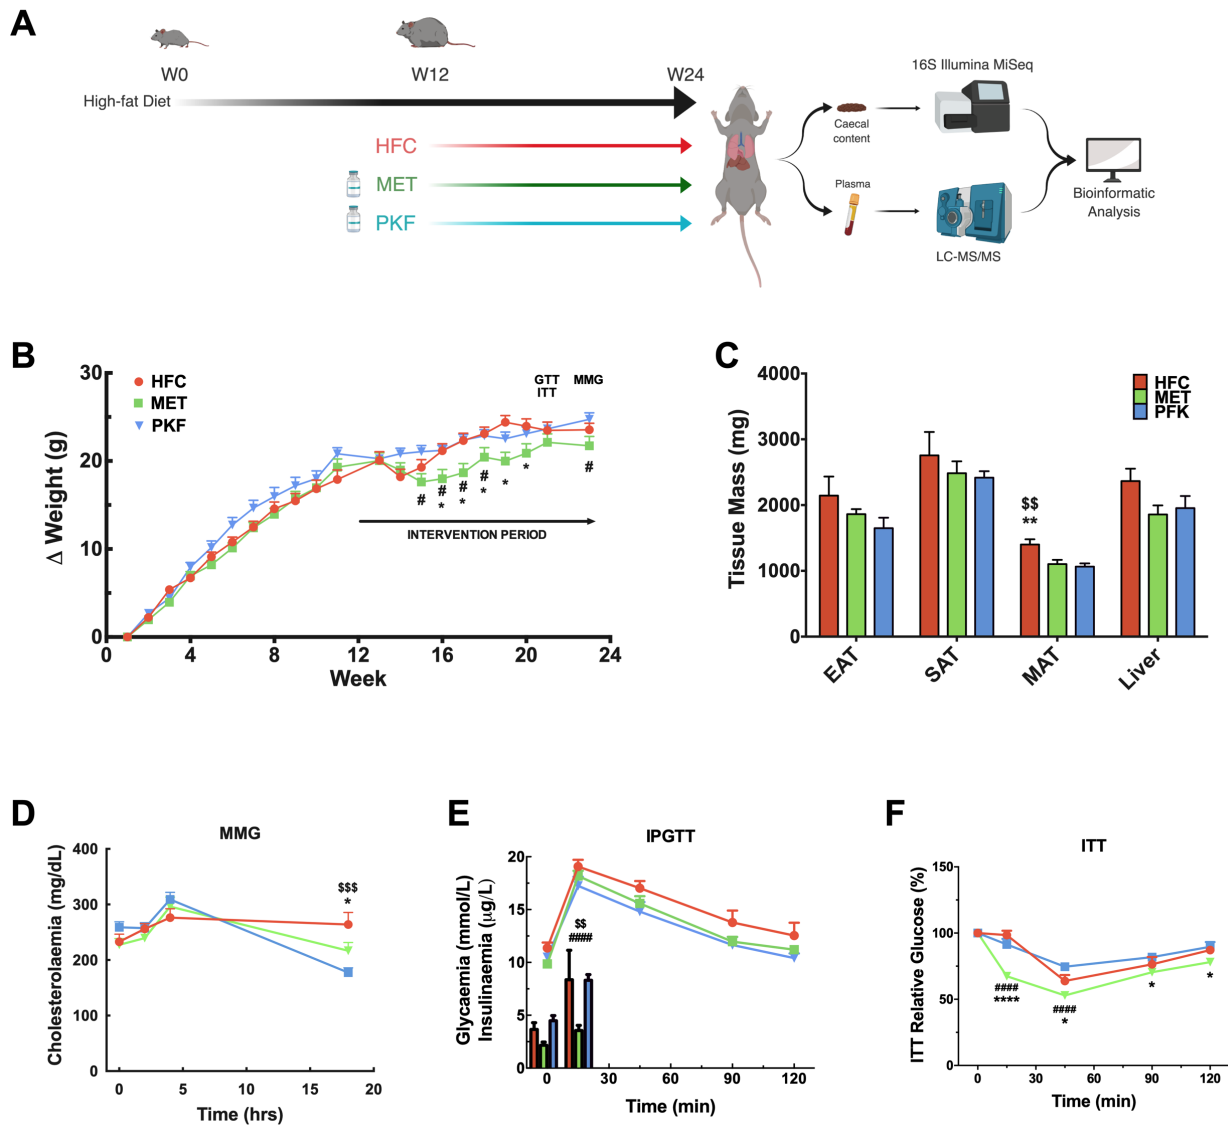 A
W0
W12
W24
High-fat Diet
HFC
MET
PKF
Caecal
content
16S Illumina MiSeq
Plasma
LC-MS/MS
Bioinformatic
Analysis
B
Δ Weight (g)
30
20
10
0
HFC
MET
PKF
GTT
ITT
MMG
#
#
*
#
*
#
*
*
*
#
INTERVENTION PERIOD
0 4 8 12 16 20 24
Week
C
Tissue Mass (mg)
4000
3000
2000
1000
0
HFC
MET
PFK
$$
**
EAT SAT MAT Liver
D
MMG
Cholesterolaemia (mg/dL)
400
300
200
100
0
$$$
*
0 5 10 15 20
Time (hrs)
E
IPGTT
Glycaemia (mmol/L)
Insulinaemia (µg/L)
20
15
10
5
0
$$
####
0 30 60 90 120
Time (min)
F
ITT
ITT Relative Glucose (%)
150
100
50
0
####
****
####
*
*
*
0 30 60 90 120
Time (min)